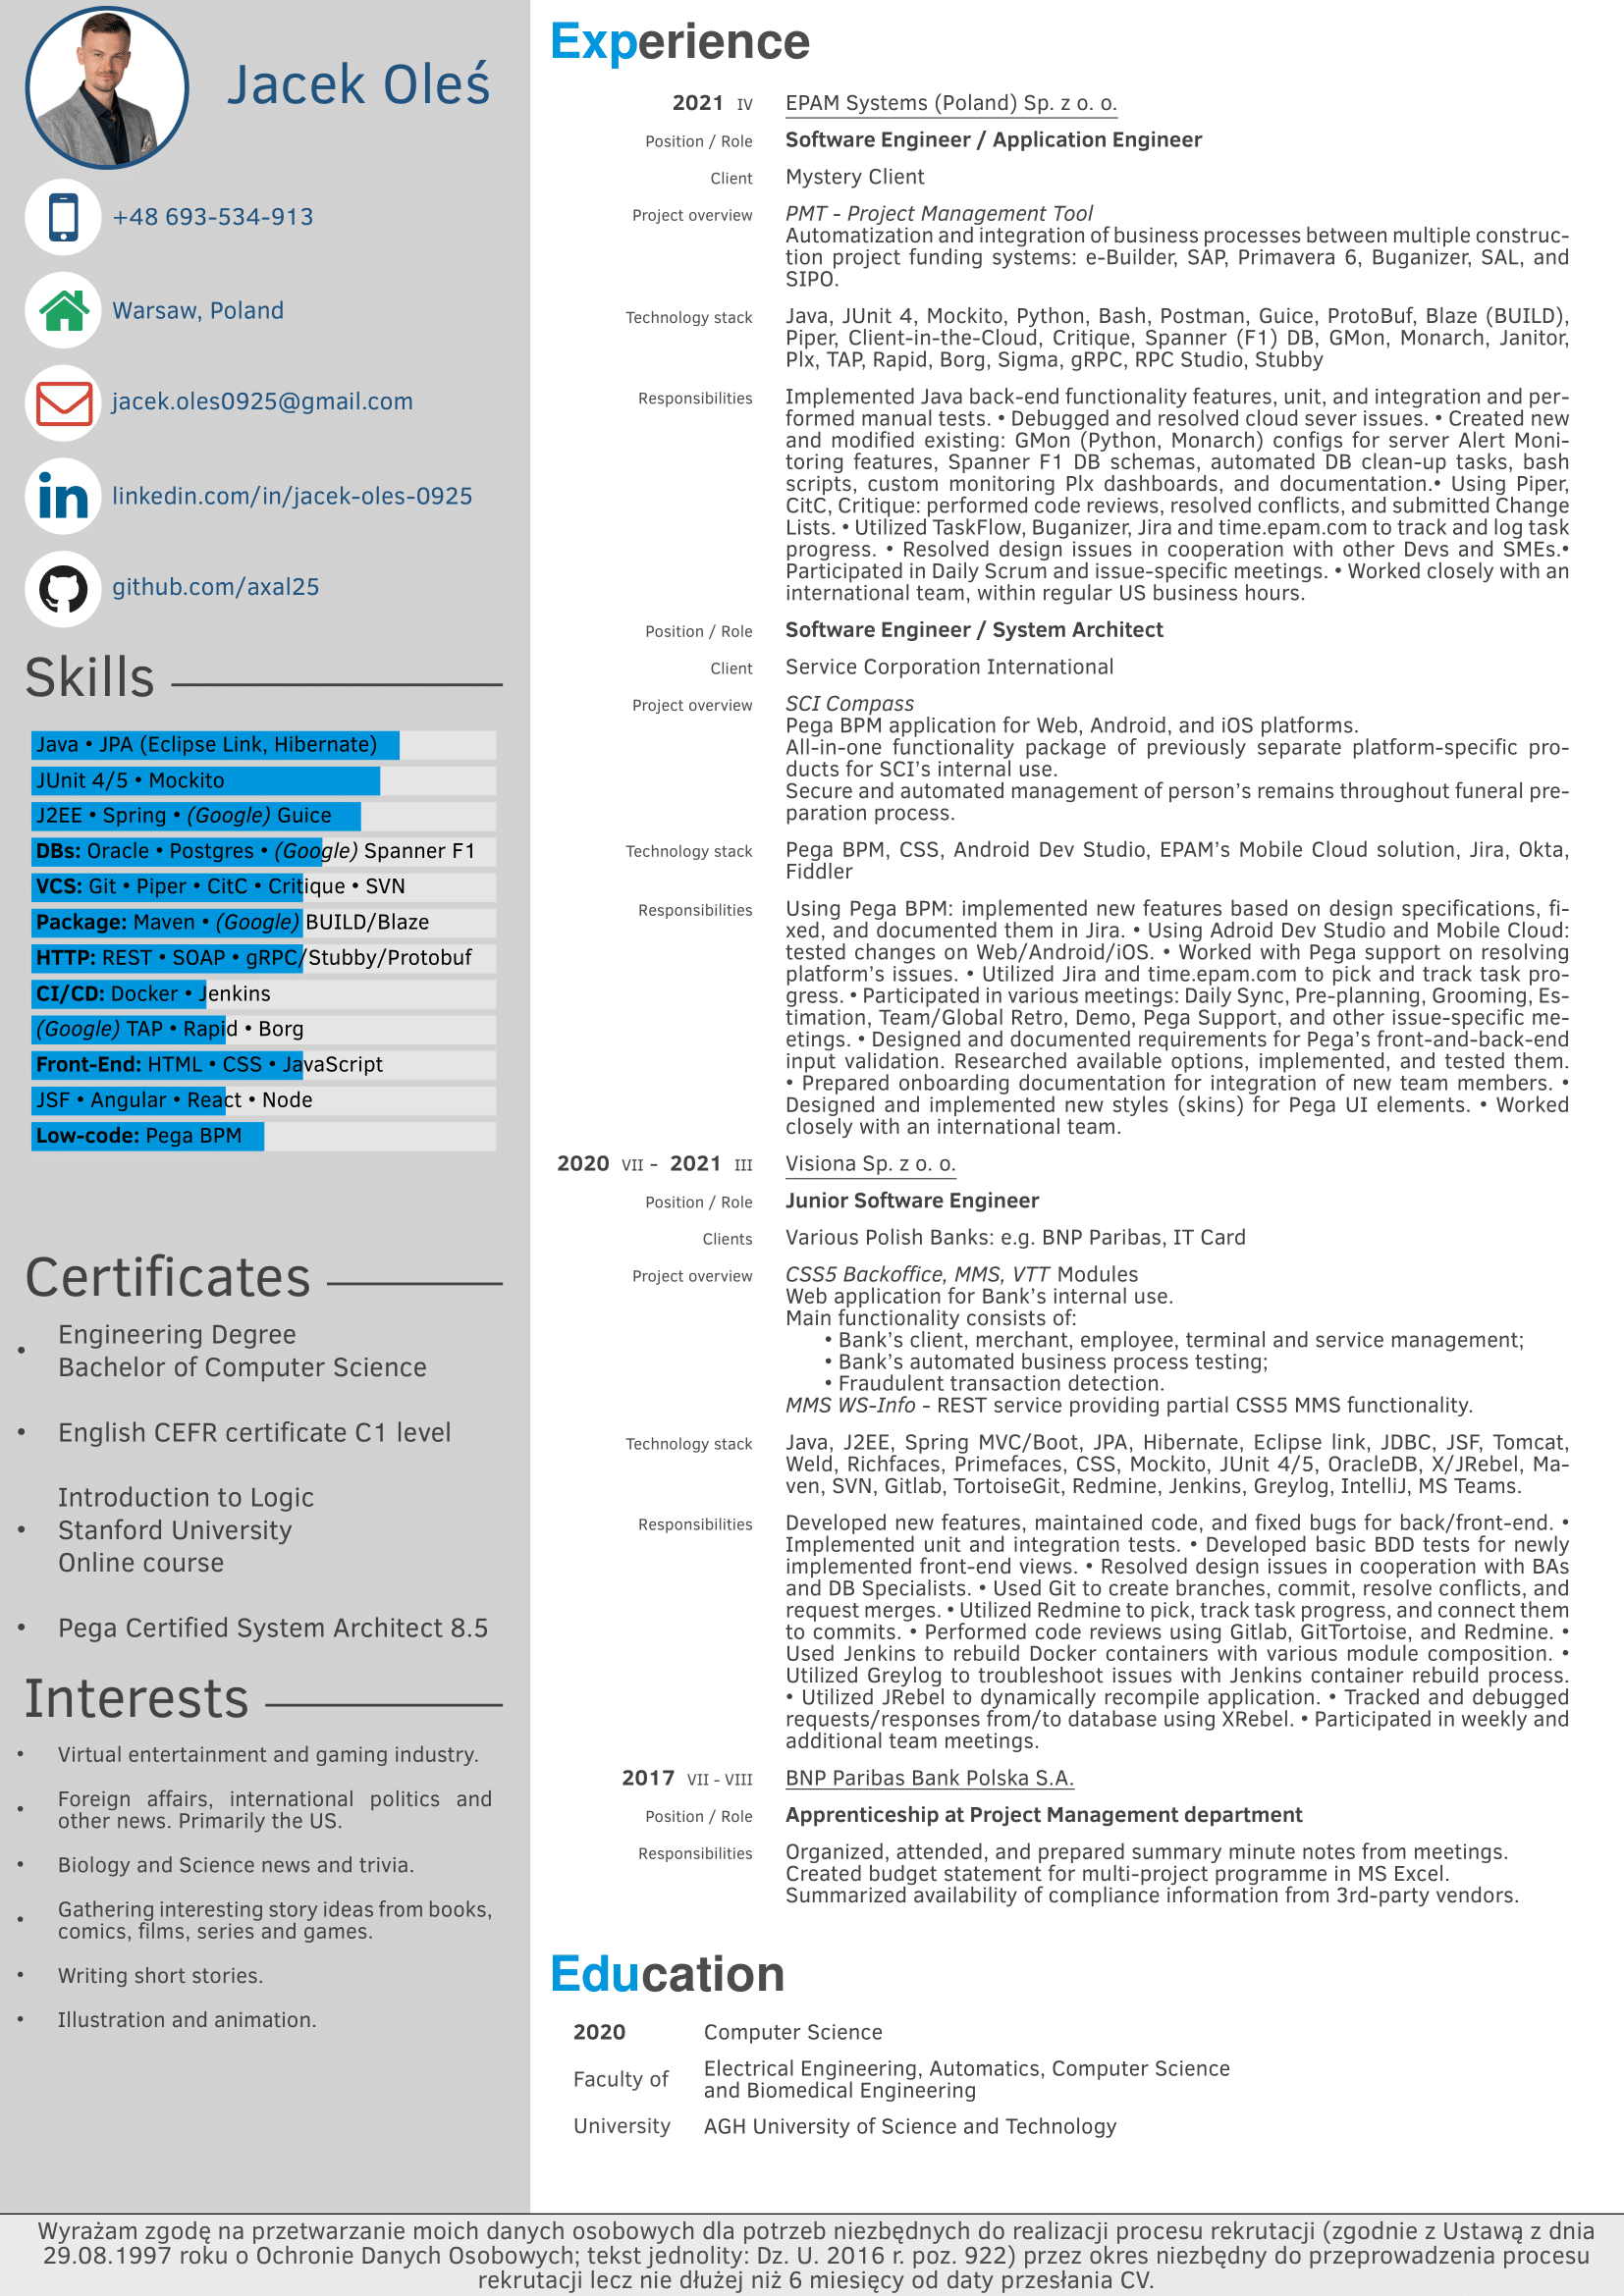 Jacek Oleś
+48 693-534-913
Warsaw, Poland
jacek.oles0925@gmail.com
in
linkedin.com/in/jacek-oles-0925
github.com/axal25
Skills
Java • JPA (Eclipse Link, Hibernate)
JUnit 4/5 • Mockito
J2EE • Spring • (Google) Guice
DBs: Oracle • Postgres • (Google) Spanner F1
VCS: Git • Piper • CitC • Critique • SVN
Package: Maven • (Google) BUILD/Blaze
HTTP: REST • SOAP • gRPC/Stubby/Protobuf
CI/CD: Docker • Jenkins
(Google) TAP • Rapid • Borg
Front-End: HTML • CSS • JavaScript
JSF • Angular • React • Node
Low-code: Pega BPM
Certificates
Engineering Degree
• Bachelor of Computer Science
• English CEFR certificate C1 level
Introduction to Logic
• Stanford University
Online course
• Pega Certified System Architect 8.5
Interests
• Virtual entertainment and gaming industry.
• Foreign affairs, international politics and
other news. Primarily the US.
• Biology and Science news and trivia.
• Gathering interesting story ideas from books,
comics, films, series and games.
• Writing short stories.
• Illustration and animation.
Experience
2021 IV EPAM Systems (Poland) Sp. z o. o.
Position / Role Software Engineer / Application Engineer
Client Mystery Client
Project overview PMT - Project Management Tool
Automatization and integration of business processes between multiple construc-
tion project funding systems: e-Builder, SAP, Primavera 6, Buganizer, SAL, and
SIPO.
Technology stack Java, JUnit 4, Mockito, Python, Bash, Postman, Guice, ProtoBuf, Blaze (BUILD),
Piper, Client-in-the-Cloud, Critique, Spanner (F1) DB, GMon, Monarch, Janitor,
Plx, TAP, Rapid, Borg, Sigma, gRPC, RPC Studio, Stubby
Responsibilities Implemented Java back-end functionality features, unit, and integration and per-
formed manual tests. • Debugged and resolved cloud sever issues. • Created new
and modified existing: GMon (Python, Monarch) configs for server Alert Moni-
toring features, Spanner F1 DB schemas, automated DB clean-up tasks, bash
scripts, custom monitoring Plx dashboards, and documentation.• Using Piper,
CitC, Critique: performed code reviews, resolved conflicts, and submitted Change
Lists. • Utilized TaskFlow, Buganizer, Jira and time.epam.com to track and log task
progress. • Resolved design issues in cooperation with other Devs and SMEs.•
Participated in Daily Scrum and issue-specific meetings. • Worked closely with an
international team, within regular US business hours.
Position / Role Software Engineer / System Architect
Client Service Corporation International
Project overview SCI Compass
Pega BPM application for Web, Android, and iOS platforms.
All-in-one functionality package of previously separate platform-specific pro-
ducts for SCI's internal use.
Secure and automated management of person's remains throughout funeral pre-
paration process.
Technology stack Pega BPM, CSS, Android Dev Studio, EPAM's Mobile Cloud solution, Jira, Okta,
Fiddler
Responsibilities Using Pega BPM: implemented new features based on design specifications, fi-
xed, and documented them in Jira. • Using Adroid Dev Studio and Mobile Cloud:
tested changes on Web/Android/iOS. • Worked with Pega support on resolving
platform's issues. • Utilized Jira and time.epam.com to pick and track task pro-
gress. • Participated in various meetings: Daily Sync, Pre-planning, Grooming, Es-
timation, Team/Global Retro, Demo, Pega Support, and other issue-specific me-
etings. • Designed and documented requirements for Pega's front-and-back-end
input validation. Researched available options, implemented, and tested them.
• Prepared onboarding documentation for integration of new team members. •
Designed and implemented new styles (skins) for Pega UI elements. • Worked
closely with an international team.
2020 VII - 2021 III Visiona Sp. z o. o.
Position / Role Junior Software Engineer
Clients Various Polish Banks: e.g. BNP Paribas, IT Card
Project overview CSS5 Backoffice, MMS, VTT Modules
Web application for Bank's internal use.
Main functionality consists of:
• Bank's client, merchant, employee, terminal and service management;
• Bank's automated business process testing;
• Fraudulent transaction detection.
MMS WS-Info - REST service providing partial CSS5 MMS functionality.
Technology stack Java, J2EE, Spring MVC/Boot, JPA, Hibernate, Eclipse link, JDBC, JSF, Tomcat,
Weld, Richfaces, Primefaces, CSS, Mockito, JUnit 4/5, OracleDB, X/JRebel, Ma-
ven, SVN, Gitlab, TortoiseGit, Redmine, Jenkins, Greylog, IntelliJ, MS Teams.
Responsibilities Developed new features, maintained code, and fixed bugs for back/front-end. •
Implemented unit and integration tests. • Developed basic BDD tests for newly
implemented front-end views. • Resolved design issues in cooperation with BAs
and DB Specialists. • Used Git to create branches, commit, resolve conflicts, and
request merges. • Utilized Redmine to pick, track task progress, and connect them
to commits. • Performed code reviews using Gitlab, GitTortoise, and Redmine. •
Used Jenkins to rebuild Docker containers with various module composition. •
Utilized Greylog to troubleshoot issues with Jenkins container rebuild process.
• Utilized JRebel to dynamically recompile application. • Tracked and debugged
requests/responses from/to database using XRebel. • Participated in weekly and
additional team meetings.
2017 VII - VIII BNP Paribas Bank Polska S.A.
Position / Role Apprenticeship at Project Management department
Responsibilities Organized, attended, and prepared summary minute notes from meetings.
Created budget statement for multi-project programme in MS Excel.
Summarized availability of compliance information from 3rd-party vendors.
Education
2020 Computer Science
Faculty of Electrical Engineering, Automatics, Computer Science
and Biomedical Engineering
University AGH University of Science and Technology
Wyrażam zgodę na przetwarzanie moich danych osobowych dla potrzeb niezbędnych do realizacji procesu rekrutacji (zgodnie z Ustawą z dnia
29.08.1997 roku o Ochronie Danych Osobowych; tekst jednolity: Dz. U. 2016 r. poz. 922) przez okres niezbędny do przeprowadzenia procesu
rekrutacji lecz nie dłużej niż 6 miesięcy od daty przesłania CV.